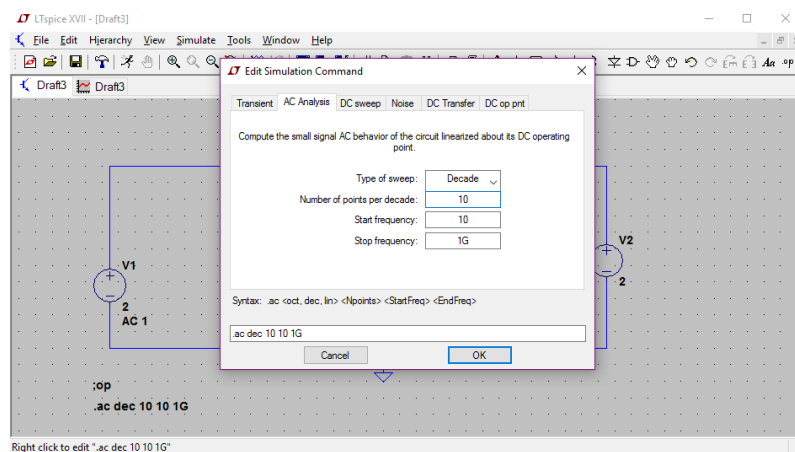 LTspice XVII - [Draft3]
File Edit Hierarchy View Simulate Tools Window Help
Draft3 Draft3
Edit Simulation Command
Transient AC Analysis DC sweep Noise DC Transfer DC op pnt
Compute the small signal AC behavior of the circuit linearized about its DC operating
point.
Type of sweep: Decade
Number of points per decade: 10
Start frequency: 10
Stop frequency: 1G
Syntax: .ac <oct, dec, lin> <Npoints> <StartFreq> <EndFreq>
.ac dec 10 10 1G
Cancel OK
V1
2
AC 1
V2
2
;op
.ac dec 10 10 1G
Right click to edit ".ac dec 10 10 1G"
Aa .op